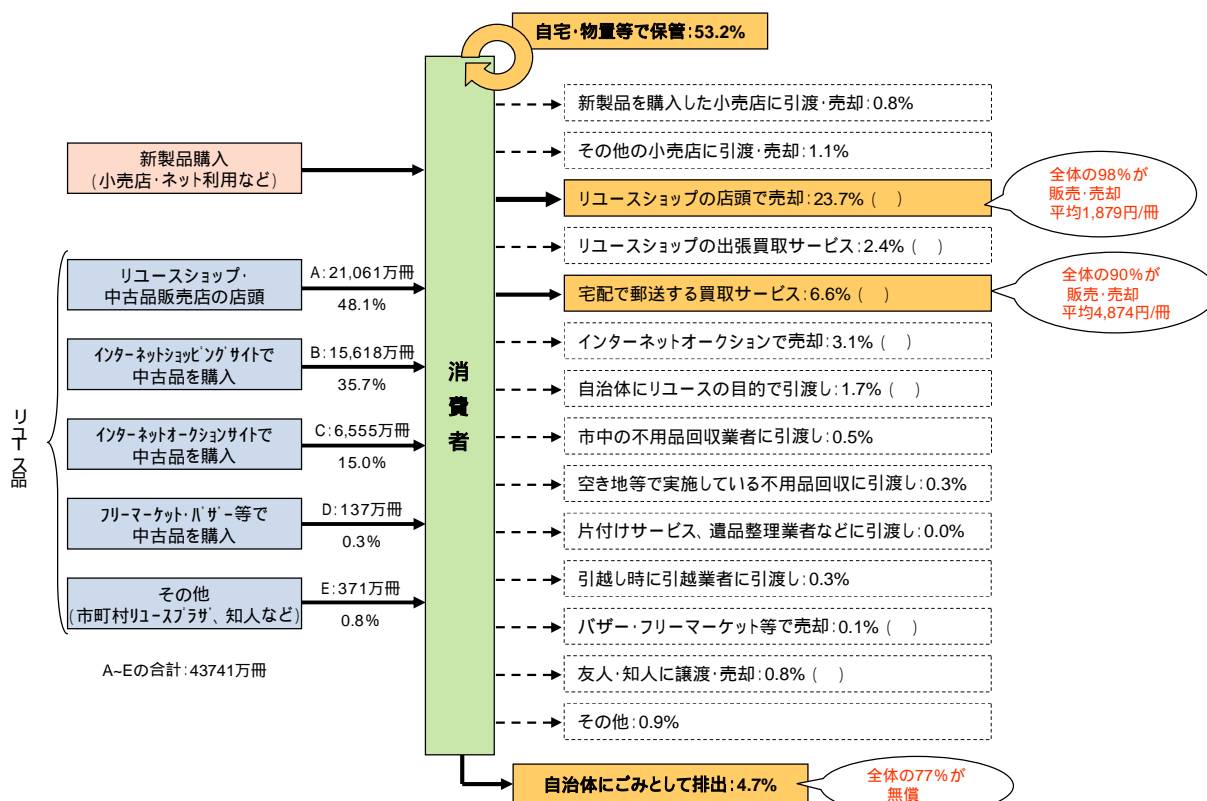 自宅・物置等で保管:53.2%
新製品を購入した小売店に引渡・売却:0.8%
その他の小売店に引渡・売却:1.1%
リユースショップの店頭で売却:23.7% (　)
リユースショップの出張買取サービス:2.4% (　)
宅配で郵送する買取サービス:6.6% (　)
インターネットオークションで売却:3.1% (　)
自治体にリユースの目的で引渡し:1.7% (　)
市中の不用品回収業者に引渡し:0.5%
空き地等で実施している不用品回収に引渡し:0.3%
片付けサービス、遺品整理業者などに引渡し:0.0%
引越し時に引越業者に引渡し:0.3%
バザー・フリーマーケット等で売却:0.1% (　)
友人・知人に譲渡・売却:0.8% (　)
その他:0.9%
自治体にごみとして排出:4.7%
全体の98%が
販売・売却
平均1,879円/冊
全体の90%が
販売・売却
平均4,874円/冊
全体の77%が
無償
消費者
新製品購入
(小売店・ネット利用など)
リユース品
リユースショップ・
中古品販売店の店頭
A:21,061万冊
48.1%
ｲﾝﾀｰﾈｯﾄｼｮｯﾋﾟﾝｸﾞｻｲﾄで
中古品を購入
B:15,618万冊
35.7%
ｲﾝﾀｰﾈｯﾄｵｰｸｼｮﾝｻｲﾄで
中古品を購入
C:6,555万冊
15.0%
ﾌﾘｰﾏｰｹｯﾄ・ﾊﾞｻﾞｰ等で
中古品を購入
D:137万冊
0.3%
その他
(市町村ﾘﾕｰｽﾌﾟﾗｻﾞ、知人など)
E:371万冊
0.8%
A~Eの合計:43741万冊